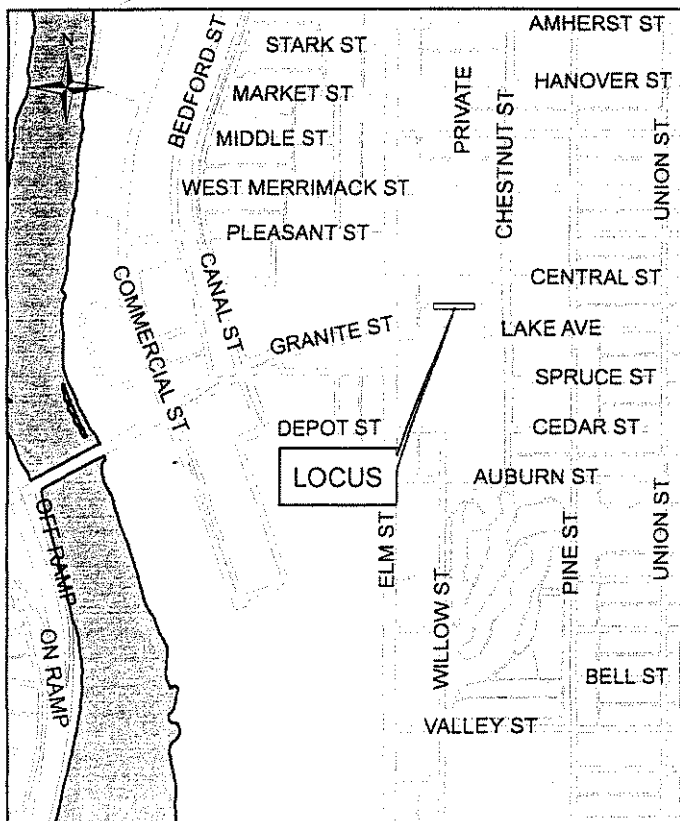 AMHERST ST
STARK ST
BEDFORD ST
N
PRIVATE
HANOVER ST
MARKET ST
CHESTNUT ST
MIDDLE ST
UNION ST
WEST MERRIMACK ST
PLEASANT ST
CANAL ST
COMMERCIAL ST
CENTRAL ST
GRANITE ST
LAKE AVE
SPRUCE ST
DEPOT ST
CEDAR ST
LOCUS
AUBURN ST
OFF RAMP
ELM ST
PINE ST
UNION ST
WILLOW ST
ON RAMP
BELL ST
VALLEY ST